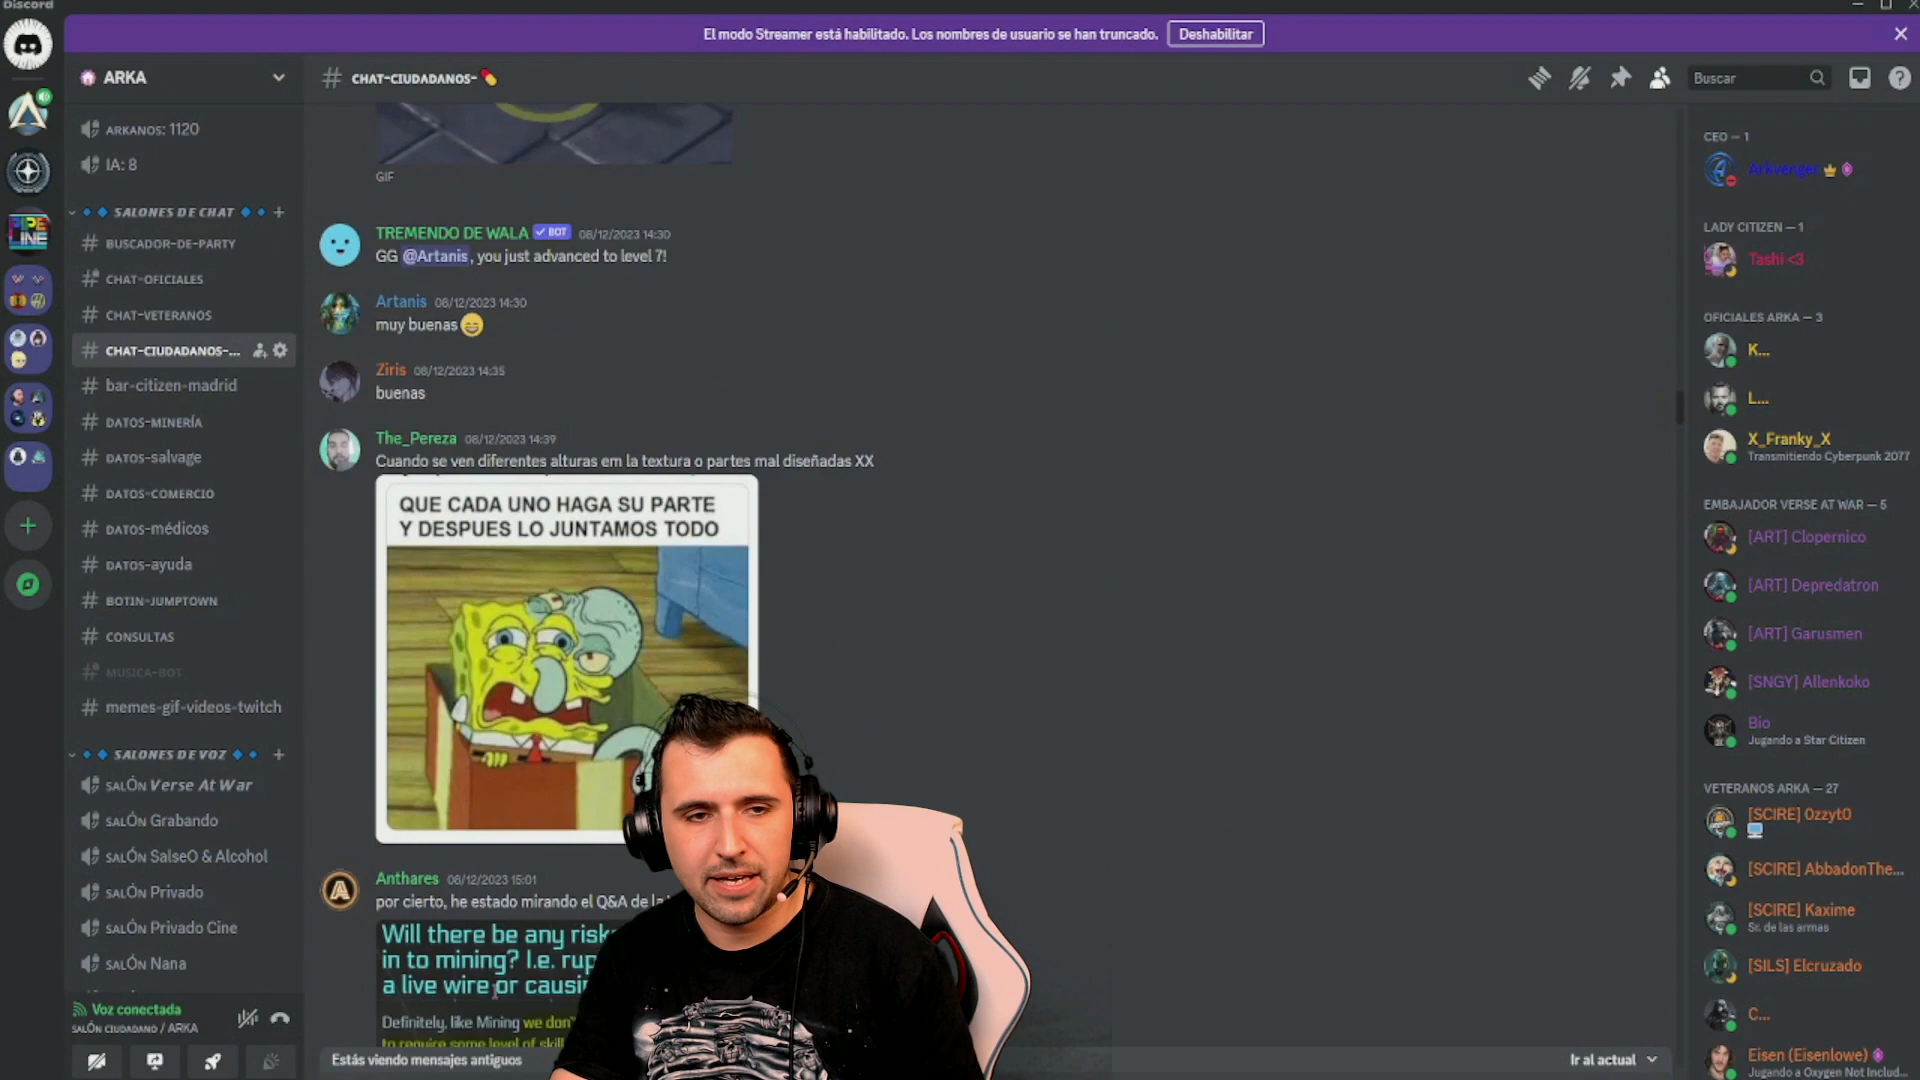 Discord
El modo Streamer está habilitado. Los nombres de usuario se han truncado.
Deshabilitar
ARKA
ARKANOS: 1120
IA: 8
SALONES DE CHAT
BUSCADOR-DE-PARTY
CHAT-OFICIALES
CHAT-VETERANOS
CHAT-CIUDADANOS-...
bar-citizen-madrid
DATOS-MINERÍA
DATOS-salvage
DATOS-COMERCIO
DATOS-médicos
DATOS-ayuda
BOTIN-JUMPTOWN
CONSULTAS
MUSICA-BOT
memes-gif-videos-twitch
SALONES DE VOZ
SALÓN Verse At War
SALÓN Grabando
SALÓN SalseO & Alcohol
SALÓN Privado
SALÓN Privado Cine
SALÓN Nana
Voz conectada
SALÓN CIUDADANO / ARKA
# CHAT-CIUDADANOS-
Buscar
GIF
TREMENDO DE WALA ✓ BOT 08/12/2023 14:30
GG @Artanis, you just advanced to level 7!
Artanis 08/12/2023 14:30
muy buenas
Ziris 08/12/2023 14:35
buenas
The_Pereza 08/12/2023 14:39
Cuando se ven diferentes alturas em la textura o partes mal diseñadas XX
QUE CADA UNO HAGA SU PARTE
Y DESPUES LO JUNTAMOS TODO
Anthares 08/12/2023 15:01
por cierto, he estado mirando el Q&A de la
Will there be any risk
in to mining? I.e. rup
a live wire or causin
Definitely, like Mining we don'
to require some level of skill
Estás viendo mensajes antiguos
Ir al actual
CEO — 1
Arkvenger
LADY CITIZEN — 1
Tashi <3
OFICIALES ARKA — 3
K...
L...
X_Franky_X
Transmitiendo Cyberpunk 2077
EMBAJADOR VERSE AT WAR — 5
[ART] Clopernico
[ART] Depredatron
[ART] Garusmen
[SNGY] Allenkoko
Bio
Jugando a Star Citizen
VETERANOS ARKA — 27
[SCIRE] OzzytO
[SCIRE] AbbadonThe...
[SCIRE] Kaxime
Sr. de las armas
[SILS] Elcruzado
C...
Eisen (Eisenlowe)
Jugando a Oxygen Not Includ...